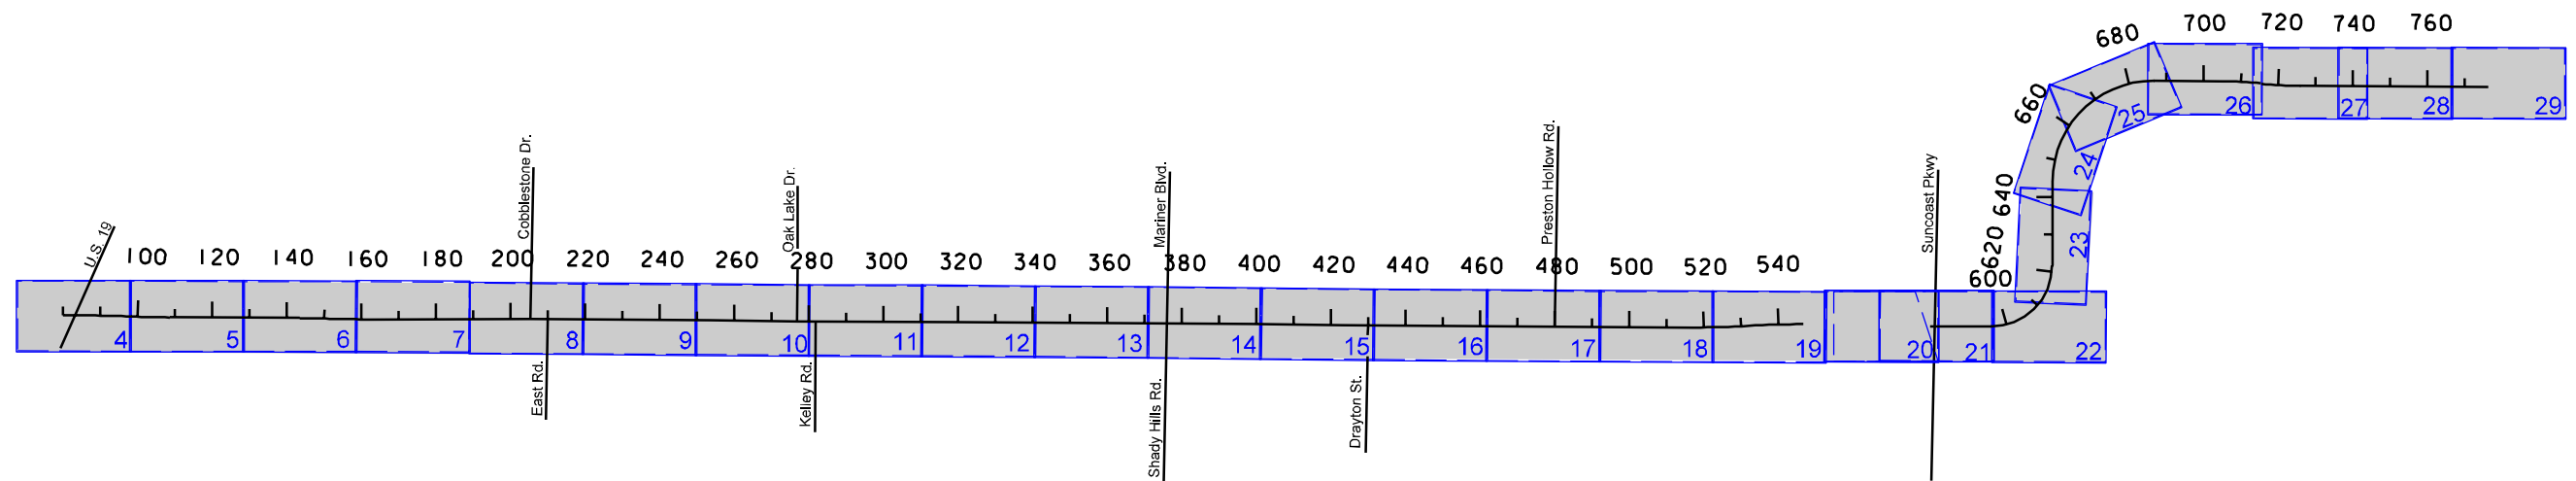 U.S. 19
Cobblestone Dr.
Oak Lake Dr.
Mariner Blvd.
Preston Hollow Rd.
Suncoast Pkwy
100 120 140 160 180 200 220 240 260 280 300 320 340 360 380 400 420 440 460 480 500 520 540
600 620 640 660 680 700 720 740 760
4 5 6 7 8 9 10 11 12 13 14 15 16 17 18 19 20 21 22
23 24 25 26 27 28 29
East Rd.
Kelley Rd.
Shady Hills Rd.
Drayton St.